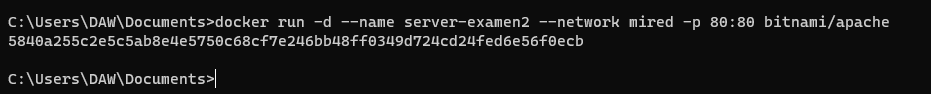 C:\Users\DAW\Documents>docker run -d --name server-examen2 --network mired -p 80:80 bitnami/apache
5840a255c2e5c5ab8e4e5750c68cf7e246bb48ff0349d724cd24fed6e56f0ecb
C:\Users\DAW\Documents>